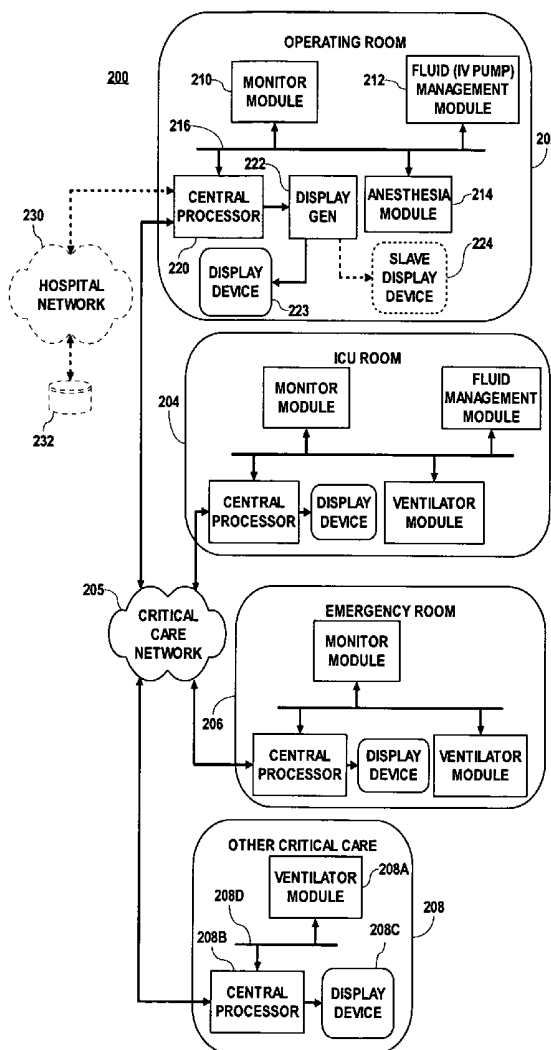 OPERATING ROOM
200
210
MONITOR
MODULE
212
FLUID (IV PUMP)
MANAGEMENT
MODULE
216
20
222
CENTRAL
PROCESSOR
DISPLAY
GEN
ANESTHESIA
MODULE
214
220
230
HOSPITAL
NETWORK
DISPLAY
DEVICE
223
SLAVE
DISPLAY
DEVICE
224
232
ICU ROOM
204
MONITOR
MODULE
FLUID
MANAGEMENT
MODULE
CENTRAL
PROCESSOR
DISPLAY
DEVICE
VENTILATOR
MODULE
205
CRITICAL
CARE
NETWORK
EMERGENCY ROOM
MONITOR
MODULE
206
CENTRAL
PROCESSOR
DISPLAY
DEVICE
VENTILATOR
MODULE
OTHER CRITICAL CARE
VENTILATOR
MODULE
208A
208D
208
208B
208C
CENTRAL
PROCESSOR
DISPLAY
DEVICE